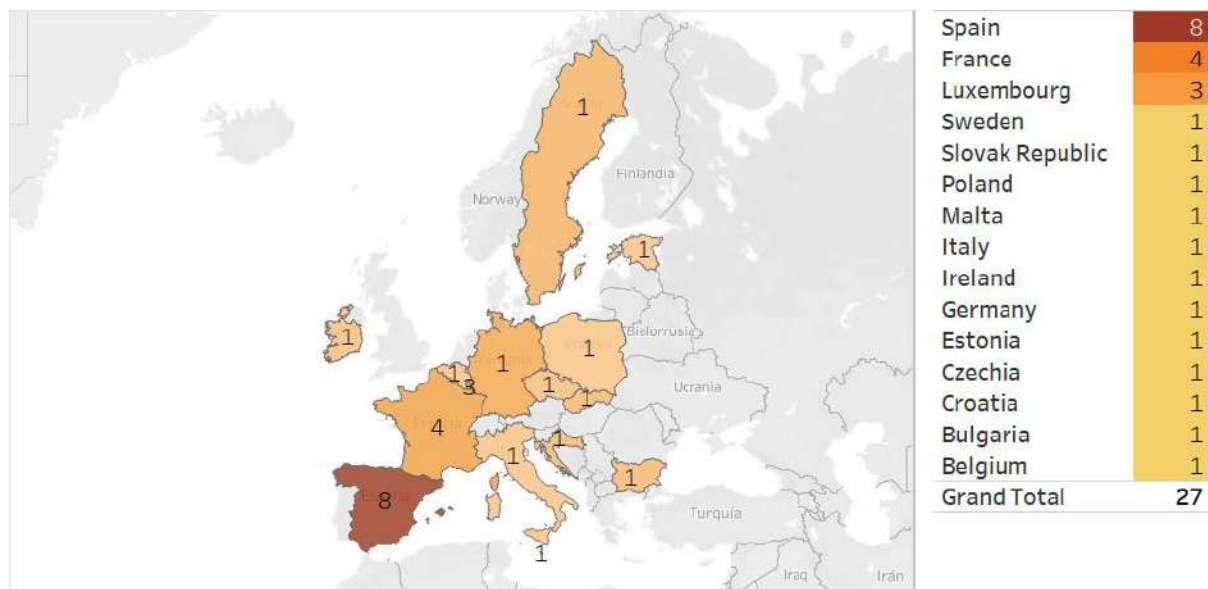 1
Finlandia
Norway
1
1
Bielorrusia
1
1
1
1
3
Ucrania
1
1
4
1
1
1
8
Turquía
1
Iraq
Irán
Spain 8
France 4
Luxembourg 3
Sweden 1
Slovak Republic 1
Poland 1
Malta 1
Italy 1
Ireland 1
Germany 1
Estonia 1
Czechia 1
Croatia 1
Bulgaria 1
Belgium 1
Grand Total 27